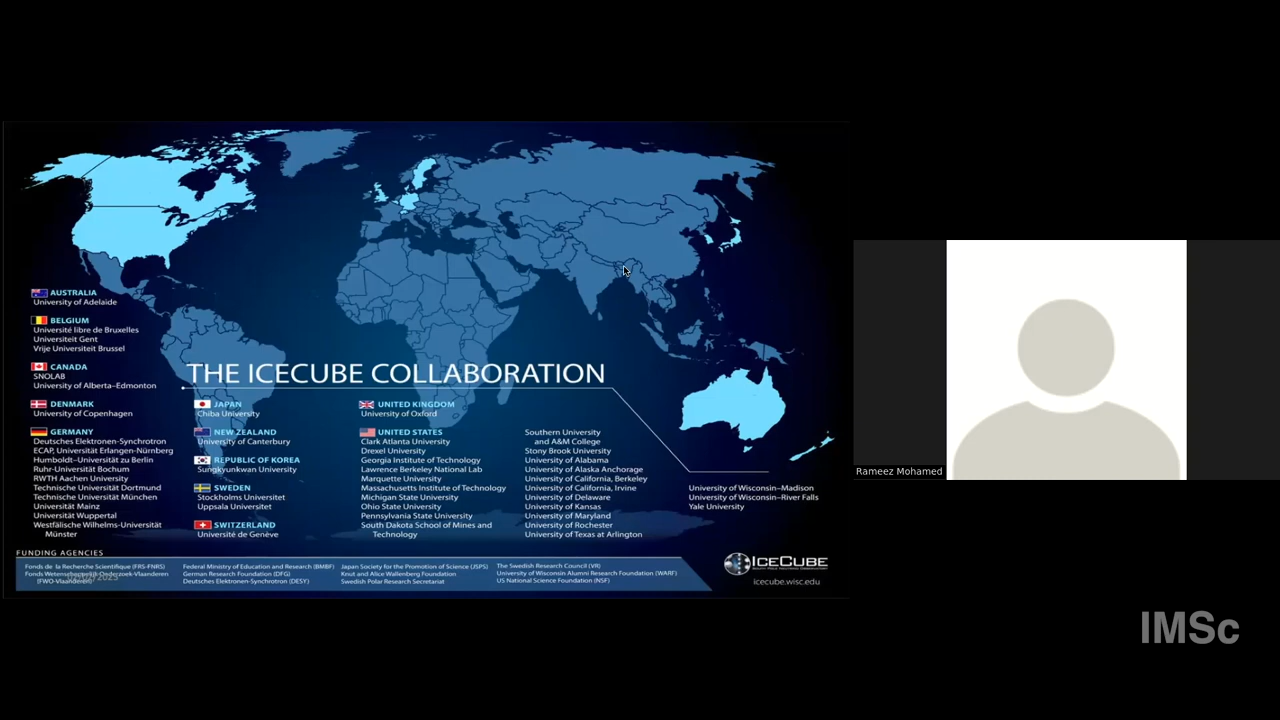 AUSTRALIA
University of Adelaide
BELGIUM
Université libre de Bruxelles
Universiteit Gent
Vrije Universiteit Brussel
CANADA
SNOLAB
University of Alberta–Edmonton
DENMARK
University of Copenhagen
GERMANY
Deutsches Elektronen-Synchrotron
ECAP, Universität Erlangen-Nürnberg
Humboldt–Universität zu Berlin
Ruhr-Universität Bochum
RWTH Aachen University
Technische Universität Dortmund
Technische Universität München
Universität Mainz
Universität Wuppertal
Westfälische Wilhelms-Universität
Münster
THE ICECUBE COLLABORATION
JAPAN
Chiba University
NEW ZEALAND
University of Canterbury
REPUBLIC OF KOREA
Sungkyunkwan University
SWEDEN
Stockholms Universitet
Uppsala Universitet
SWITZERLAND
Université de Genève
UNITED KINGDOM
University of Oxford
UNITED STATES
Clark Atlanta University
Drexel University
Georgia Institute of Technology
Lawrence Berkeley National Lab
Marquette University
Massachusetts Institute of Technology
Michigan State University
Ohio State University
Pennsylvania State University
South Dakota School of Mines and
Technology
Southern University
and A&M College
Stony Brook University
University of Alabama
University of Alaska Anchorage
University of California, Berkeley
University of California, Irvine
University of Delaware
University of Kansas
University of Maryland
University of Rochester
University of Texas at Arlington
University of Wisconsin–Madison
University of Wisconsin–River Falls
Yale University
FUNDING AGENCIES
Fonds de la Recherche Scientifique (FRS-FNRS)
Fonds Wetenschappelijk Onderzoek-Vlaanderen
(FWO-Vlaanderen)
Federal Ministry of Education and Research (BMBF)
German Research Foundation (DFG)
Deutsches Elektronen-Synchrotron (DESY)
Japan Society for the Promotion of Science (JSPS)
Knut and Alice Wallenberg Foundation
Swedish Polar Research Secretariat
The Swedish Research Council (VR)
University of Wisconsin Alumni Research Foundation (WARF)
US National Science Foundation (NSF)
ICECUBE
SOUTH POLE NEUTRINO OBSERVATORY
icecube.wisc.edu
Rameez Mohamed
IMSc